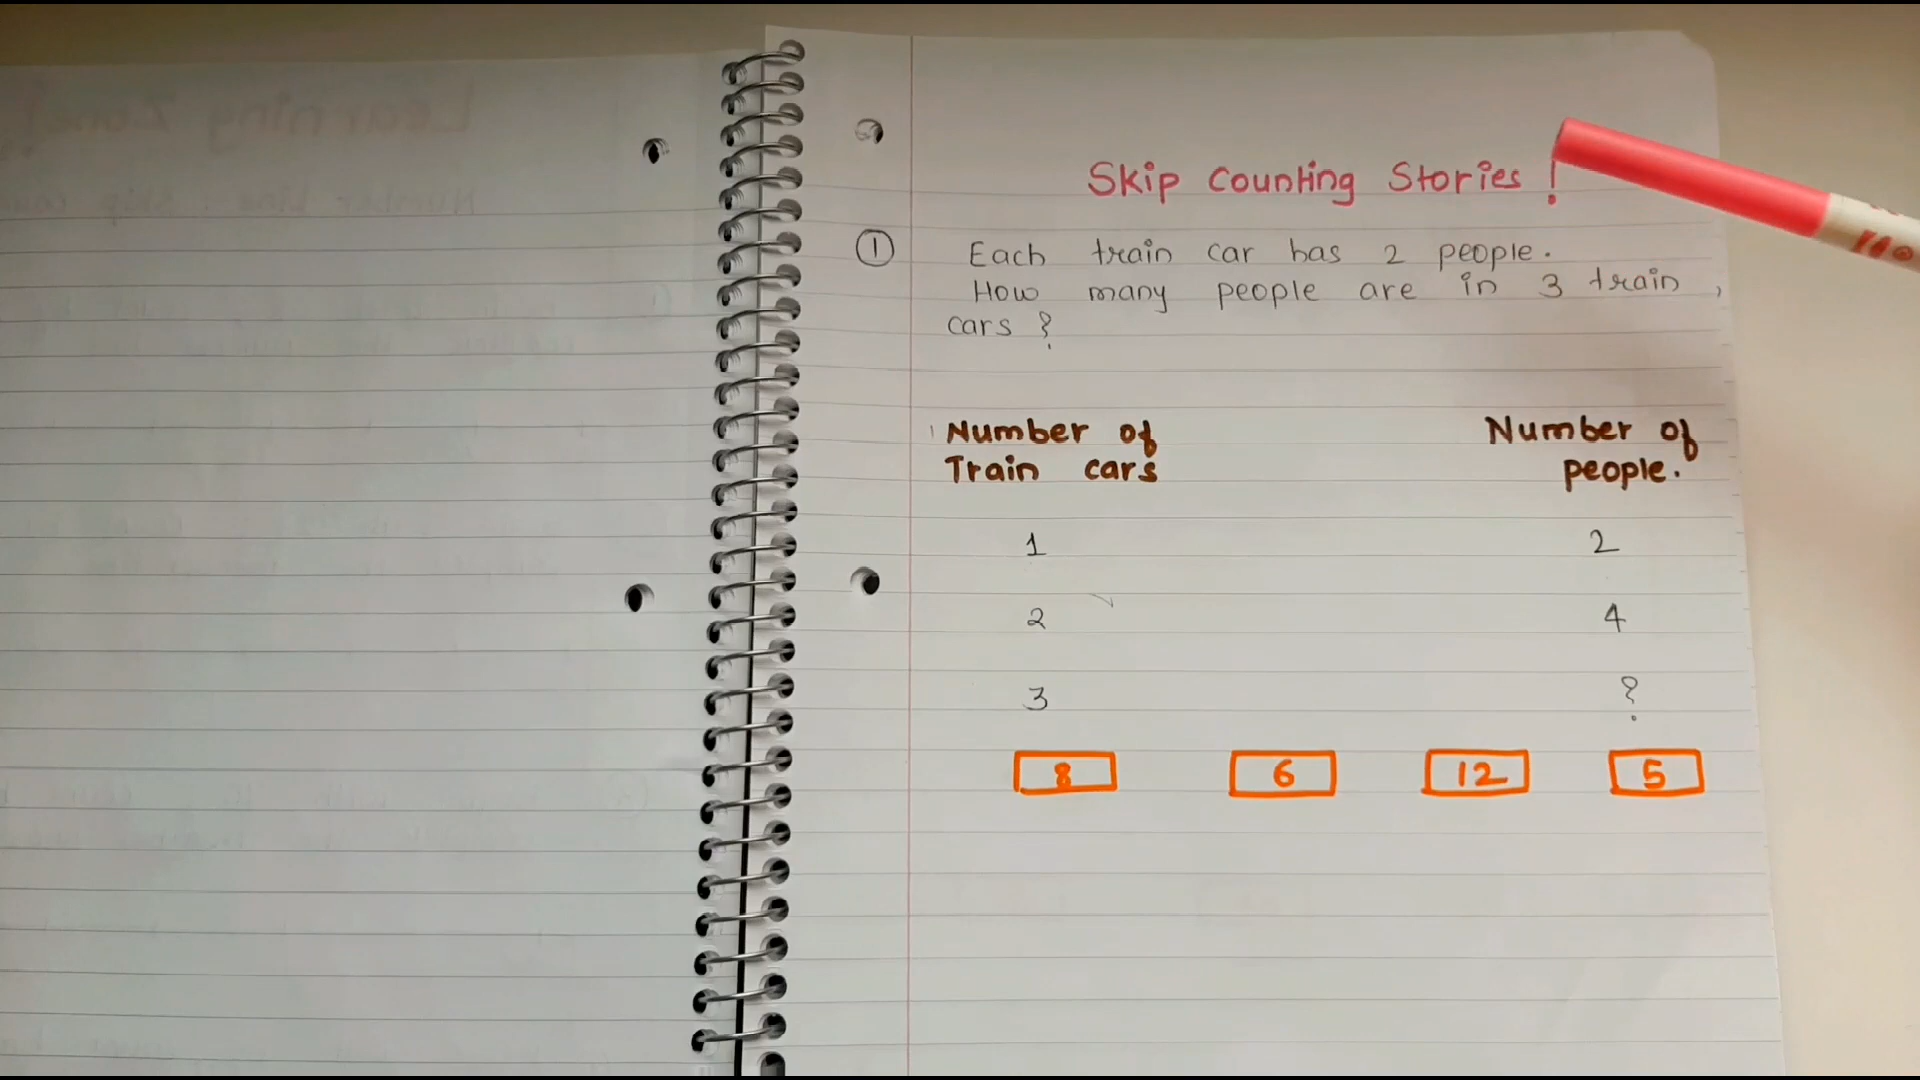 Skip Counting Stories !
1 Each train car has 2 people.
How many people are in 3 train
cars ?
Number of Number of
Train cars people.
1 2
2 4
3 ?
8 6 12 5